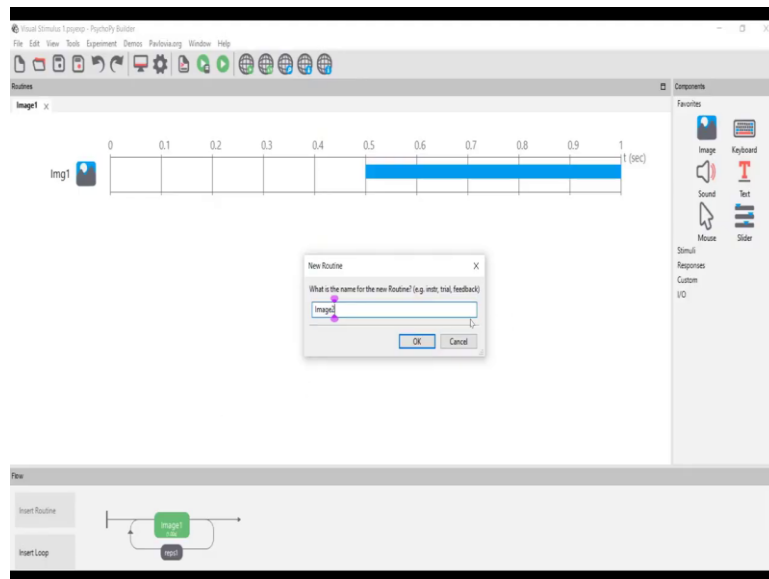 Visual Stimulus 1.psyexp - PsychoPy Builder
File Edit View Tools Experiment Demos Pavlovia.org Window Help
Routines
Components
Image1
Favorites
0 0.1 0.2 0.3 0.4 0.5 0.6 0.7 0.8 0.9 1
t (sec)
Img1
Image Keyboard
Sound Text
Mouse Slider
Stimuli
Responses
Custom
I/O
New Routine
What is the name for the new Routine? (e.g. instr, trial, feedback)
Image2
OK Cancel
Flow
Insert Routine
Image1
reps1
Insert Loop